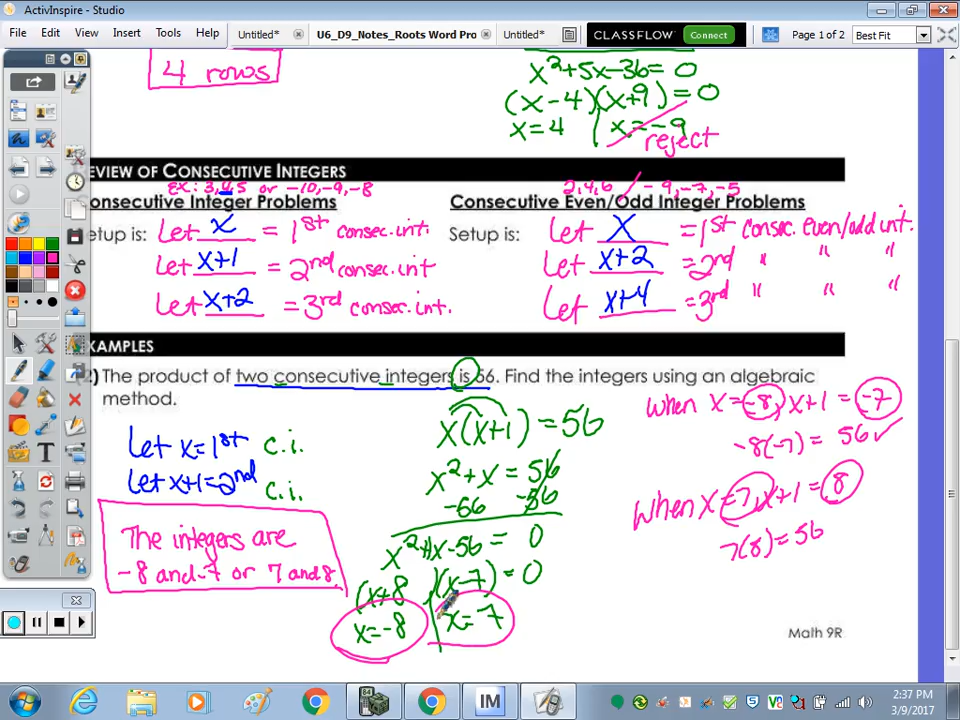 ActivInspire - Studio
File Edit View Insert Tools Help Untitled* U6_D9_Notes_Roots Word Pro Untitled* CLASSFLOW Connect Page 1 of 2 Best Fit
4 rows
x²+5x-36=0
(x-4)(x+9)=0
x=4 x=-9
reject
EVIEW OF CONSECUTIVE INTEGERS
Ex: 3,4,5 or -10,-9,-8
2,4,6 / -9,-7,-5
onsecutive Integer Problems
Consecutive Even/Odd Integer Problems
etup is: Let x = 1st consec.int.
Let x+1 = 2nd consec.int
Let x+2 = 3rd consec.int.
Setup is: Let x = 1st consec. even/odd int.
Let x+2 = 2nd " " "
Let x+4 = 3rd " " "
XAMPLES
2) The product of two consecutive integers is 56. Find the integers using an algebraic
method.
Let x=1st c.i.
Let x+1=2nd c.i.
The integers are
-8 and -7 or 7 and 8.
x(x+1)=56
x²+x=56
-56 -56
x²+1x-56=0
(x+8)(x-7)=0
x=-8 x=7
when x=-8, x+1=-7
-8(-7)=56✓
when x=7, x+1=8
7(8)=56
Math 9R
84
IM
V2
2:37 PM
3/9/2017